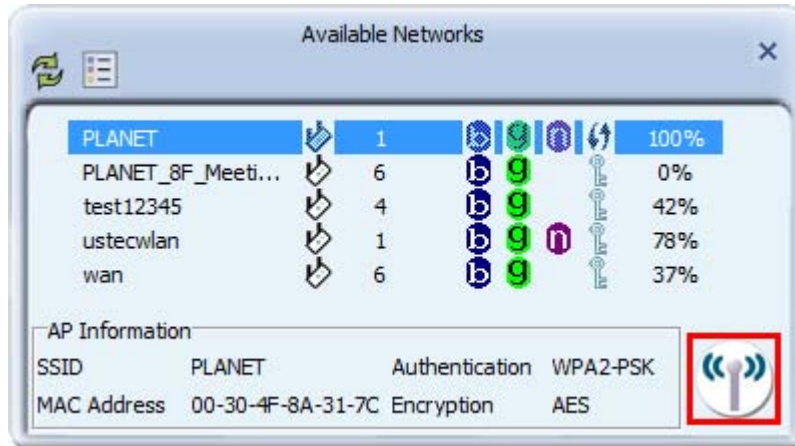 Available Networks
PLANET 1 b g n 100%
PLANET_8F_Meeti... 6 b g 0%
test12345 4 b g 42%
ustecwlan 1 b g n 78%
wan 6 b g 37%
AP Information
SSID PLANET Authentication WPA2-PSK
MAC Address 00-30-4F-8A-31-7C Encryption AES